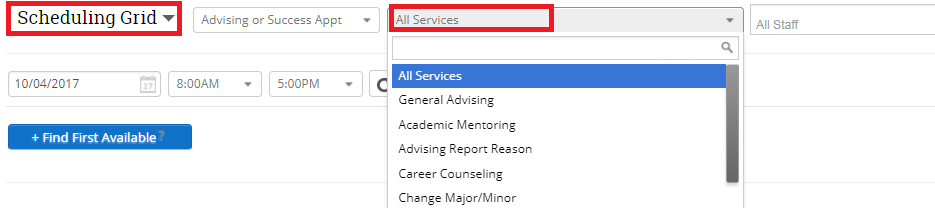 Scheduling Grid
Advising or Success Appt
All Services
All Staff
10/04/2017
27
8:00AM
5:00PM
All Services
General Advising
Academic Mentoring
Advising Report Reason
Career Counseling
Change Major/Minor
+ Find First Available?